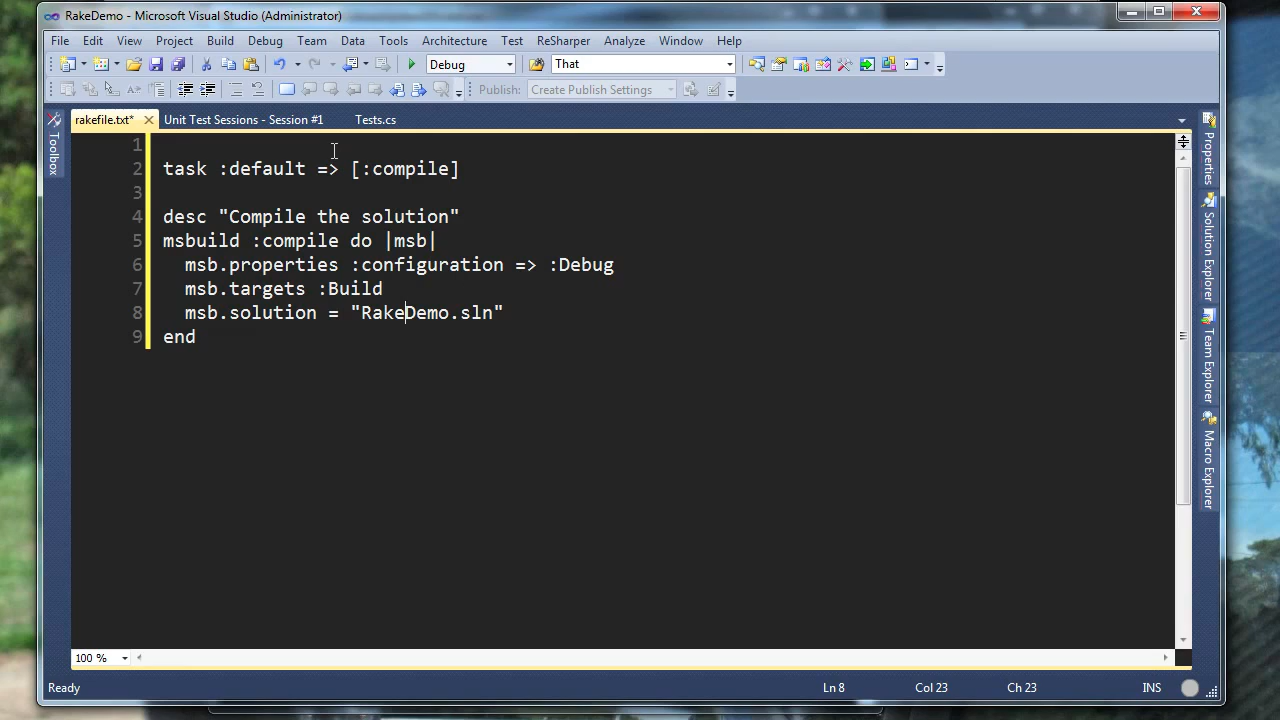 RakeDemo - Microsoft Visual Studio (Administrator)
File Edit View Project Build Debug Team Data Tools Architecture Test ReSharper Analyze Window Help
Debug That
Publish: Create Publish Settings
rakefile.txt* Unit Test Sessions - Session #1 Tests.cs
Toolbox
1
2 task :default => [:compile]
3
4 desc "Compile the solution"
5 msbuild :compile do |msb|
6 msb.properties :configuration => :Debug
7 msb.targets :Build
8 msb.solution = "RakeDemo.sln"
9 end
Properties
Solution Explorer
Team Explorer
Macro Explorer
100 %
Ready Ln 8 Col 23 Ch 23 INS